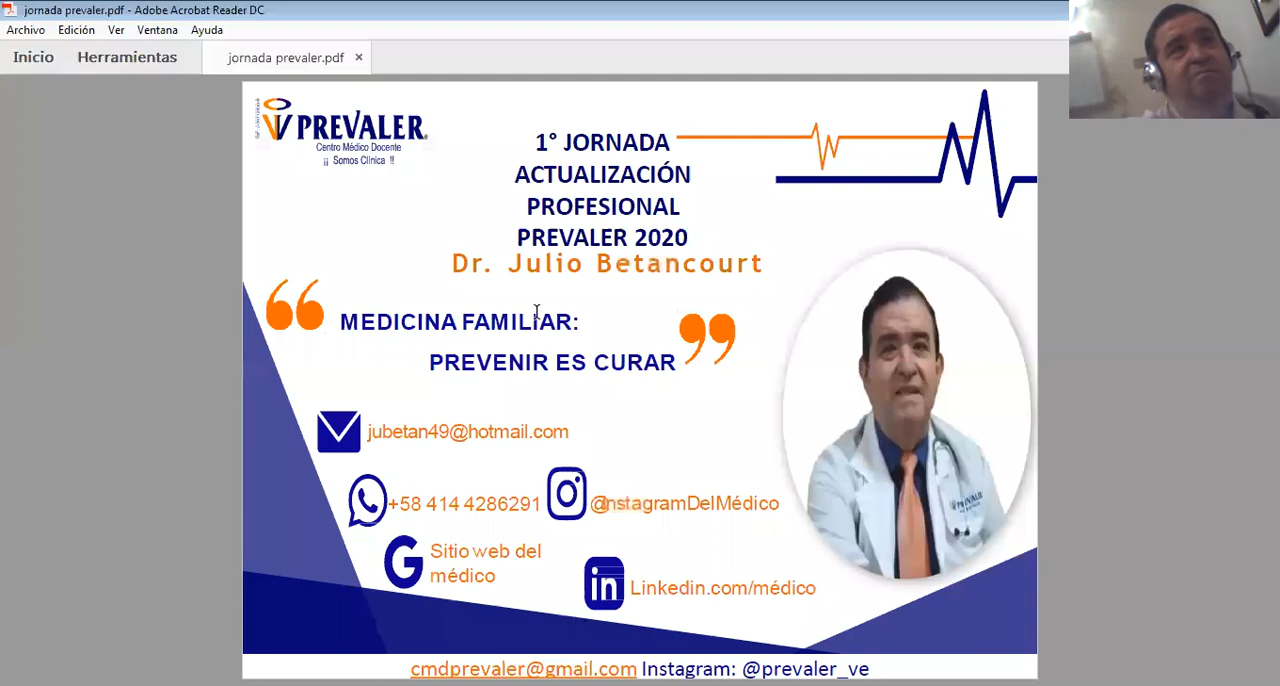 jornada prevaler.pdf - Adobe Acrobat Reader DC
Archivo Edición Ver Ventana Ayuda
Inicio Herramientas jornada prevaler.pdf ×
PREVALER
Centro Médico Docente
¡¡ Somos Clínica !!
1° JORNADA
ACTUALIZACIÓN
PROFESIONAL
PREVALER 2020
Dr. Julio Betancourt
“ MEDICINA FAMILIAR:
PREVENIR ES CURAR ”
jubetan49@hotmail.com
+58 414 4286291 @InstagramDelMédico
Sitio web del
médico
Linkedin.com/médico
PREVALER
cmdprevaler@gmail.com Instagram: @prevaler_ve